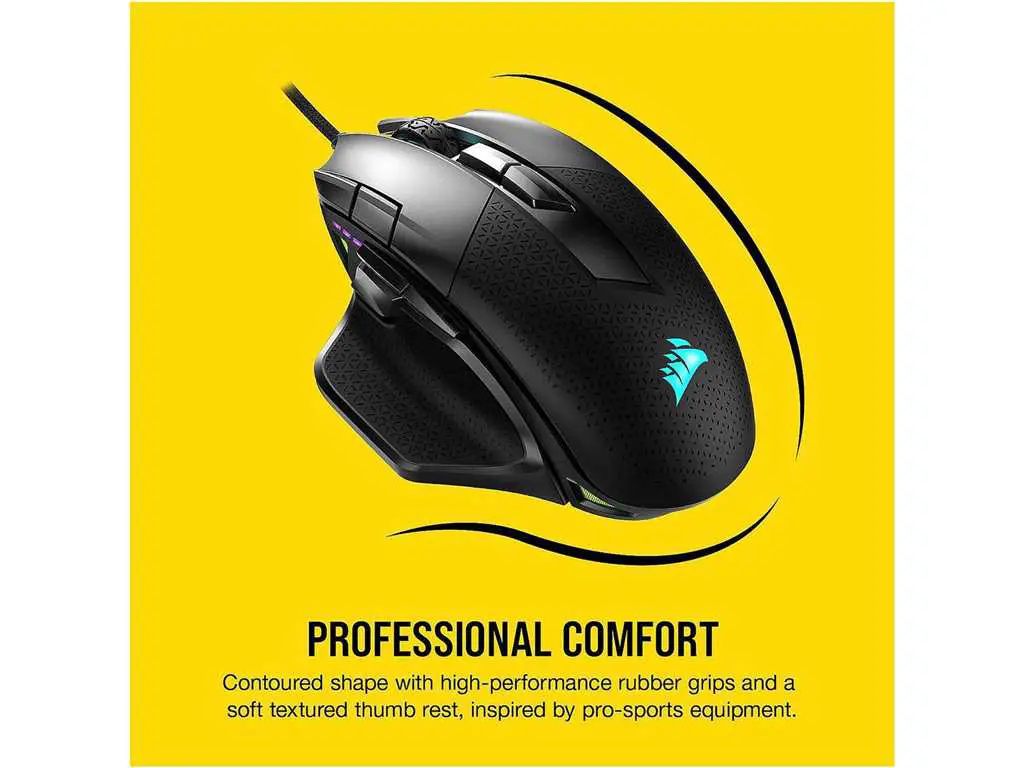 PROFESSIONAL COMFORT
Contoured shape with high-performance rubber grips and a
soft textured thumb rest, inspired by pro-sports equipment.